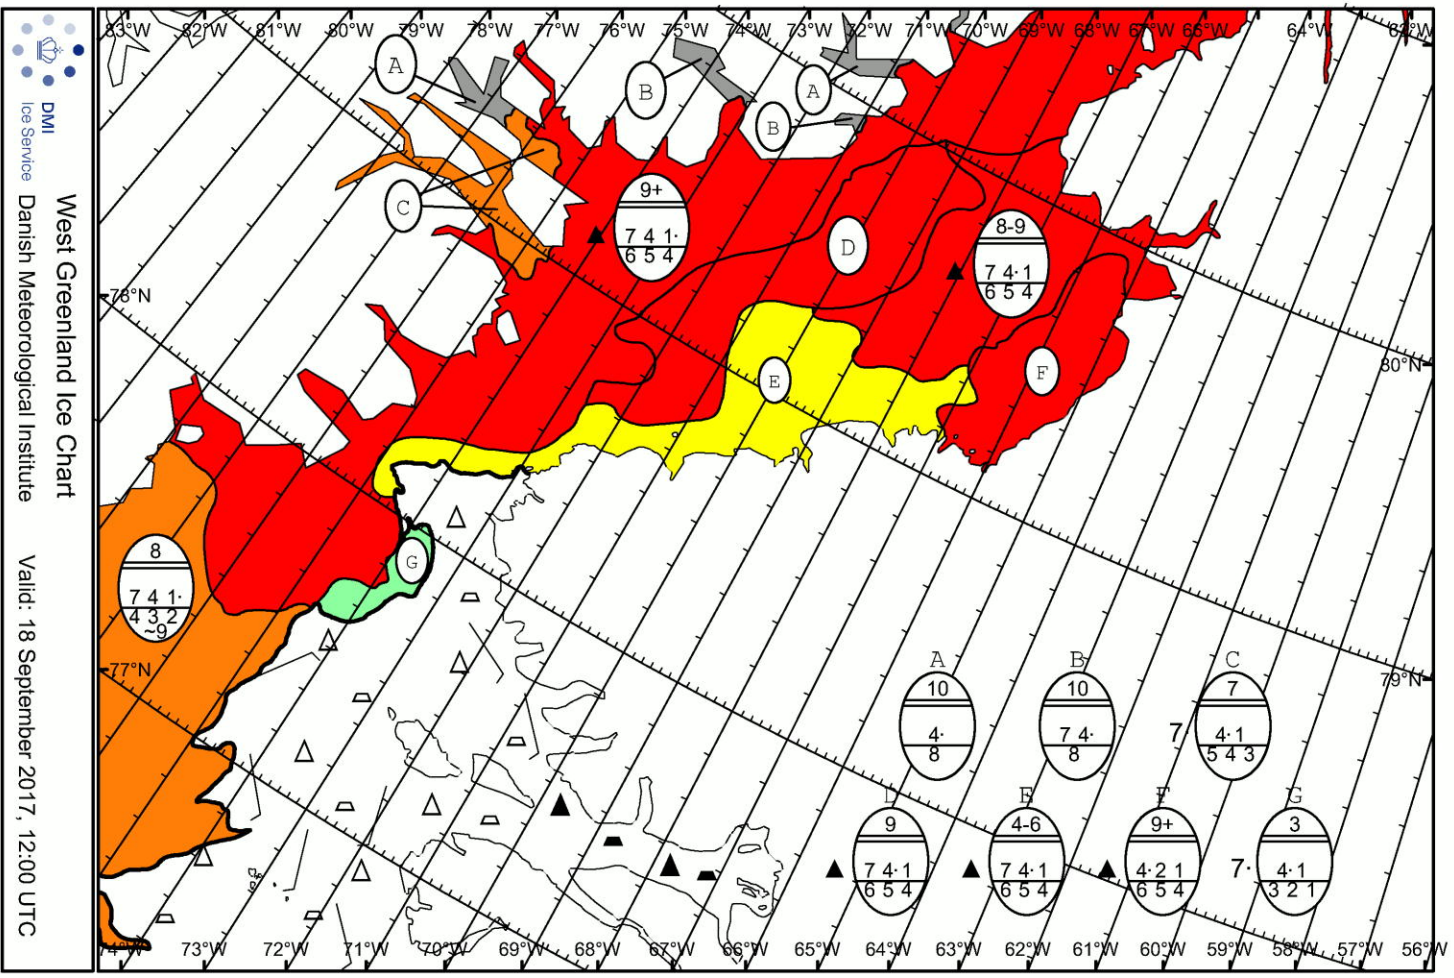 West Greenland Ice Chart
Danish Meteorological Institute Valid: 18 September 2017, 12:00 UTC
DMI
Ice Service
83°W 82°W 81°W 80°W 79°W 78°W 77°W 76°W 75°W 74°W 73°W 72°W 71°W 70°W 69°W 68°W 67°W 66°W 65°W 64°W
A
B
A
B
C
9+
7 4 1·
6 5 4
D
8-9
7 4· 1
6 5 4
78°N
80°N
E
F
G
8
7 4 1·
4 3 2
~9
77°N
79°N
A B C
10 10 7
4· 7 4· 7· 4· 1
8 8 5 4 3
D E F G
9 4-6 9+ 3
7 4· 1 7 4· 1 4· 2 1 7· 4· 1
6 5 4 6 5 4 6 5 4 3 2 1
74°W 73°W 72°W 71°W 70°W 69°W 68°W 67°W 66°W 65°W 64°W 63°W 62°W 61°W 60°W 59°W 58°W 57°W 56°W